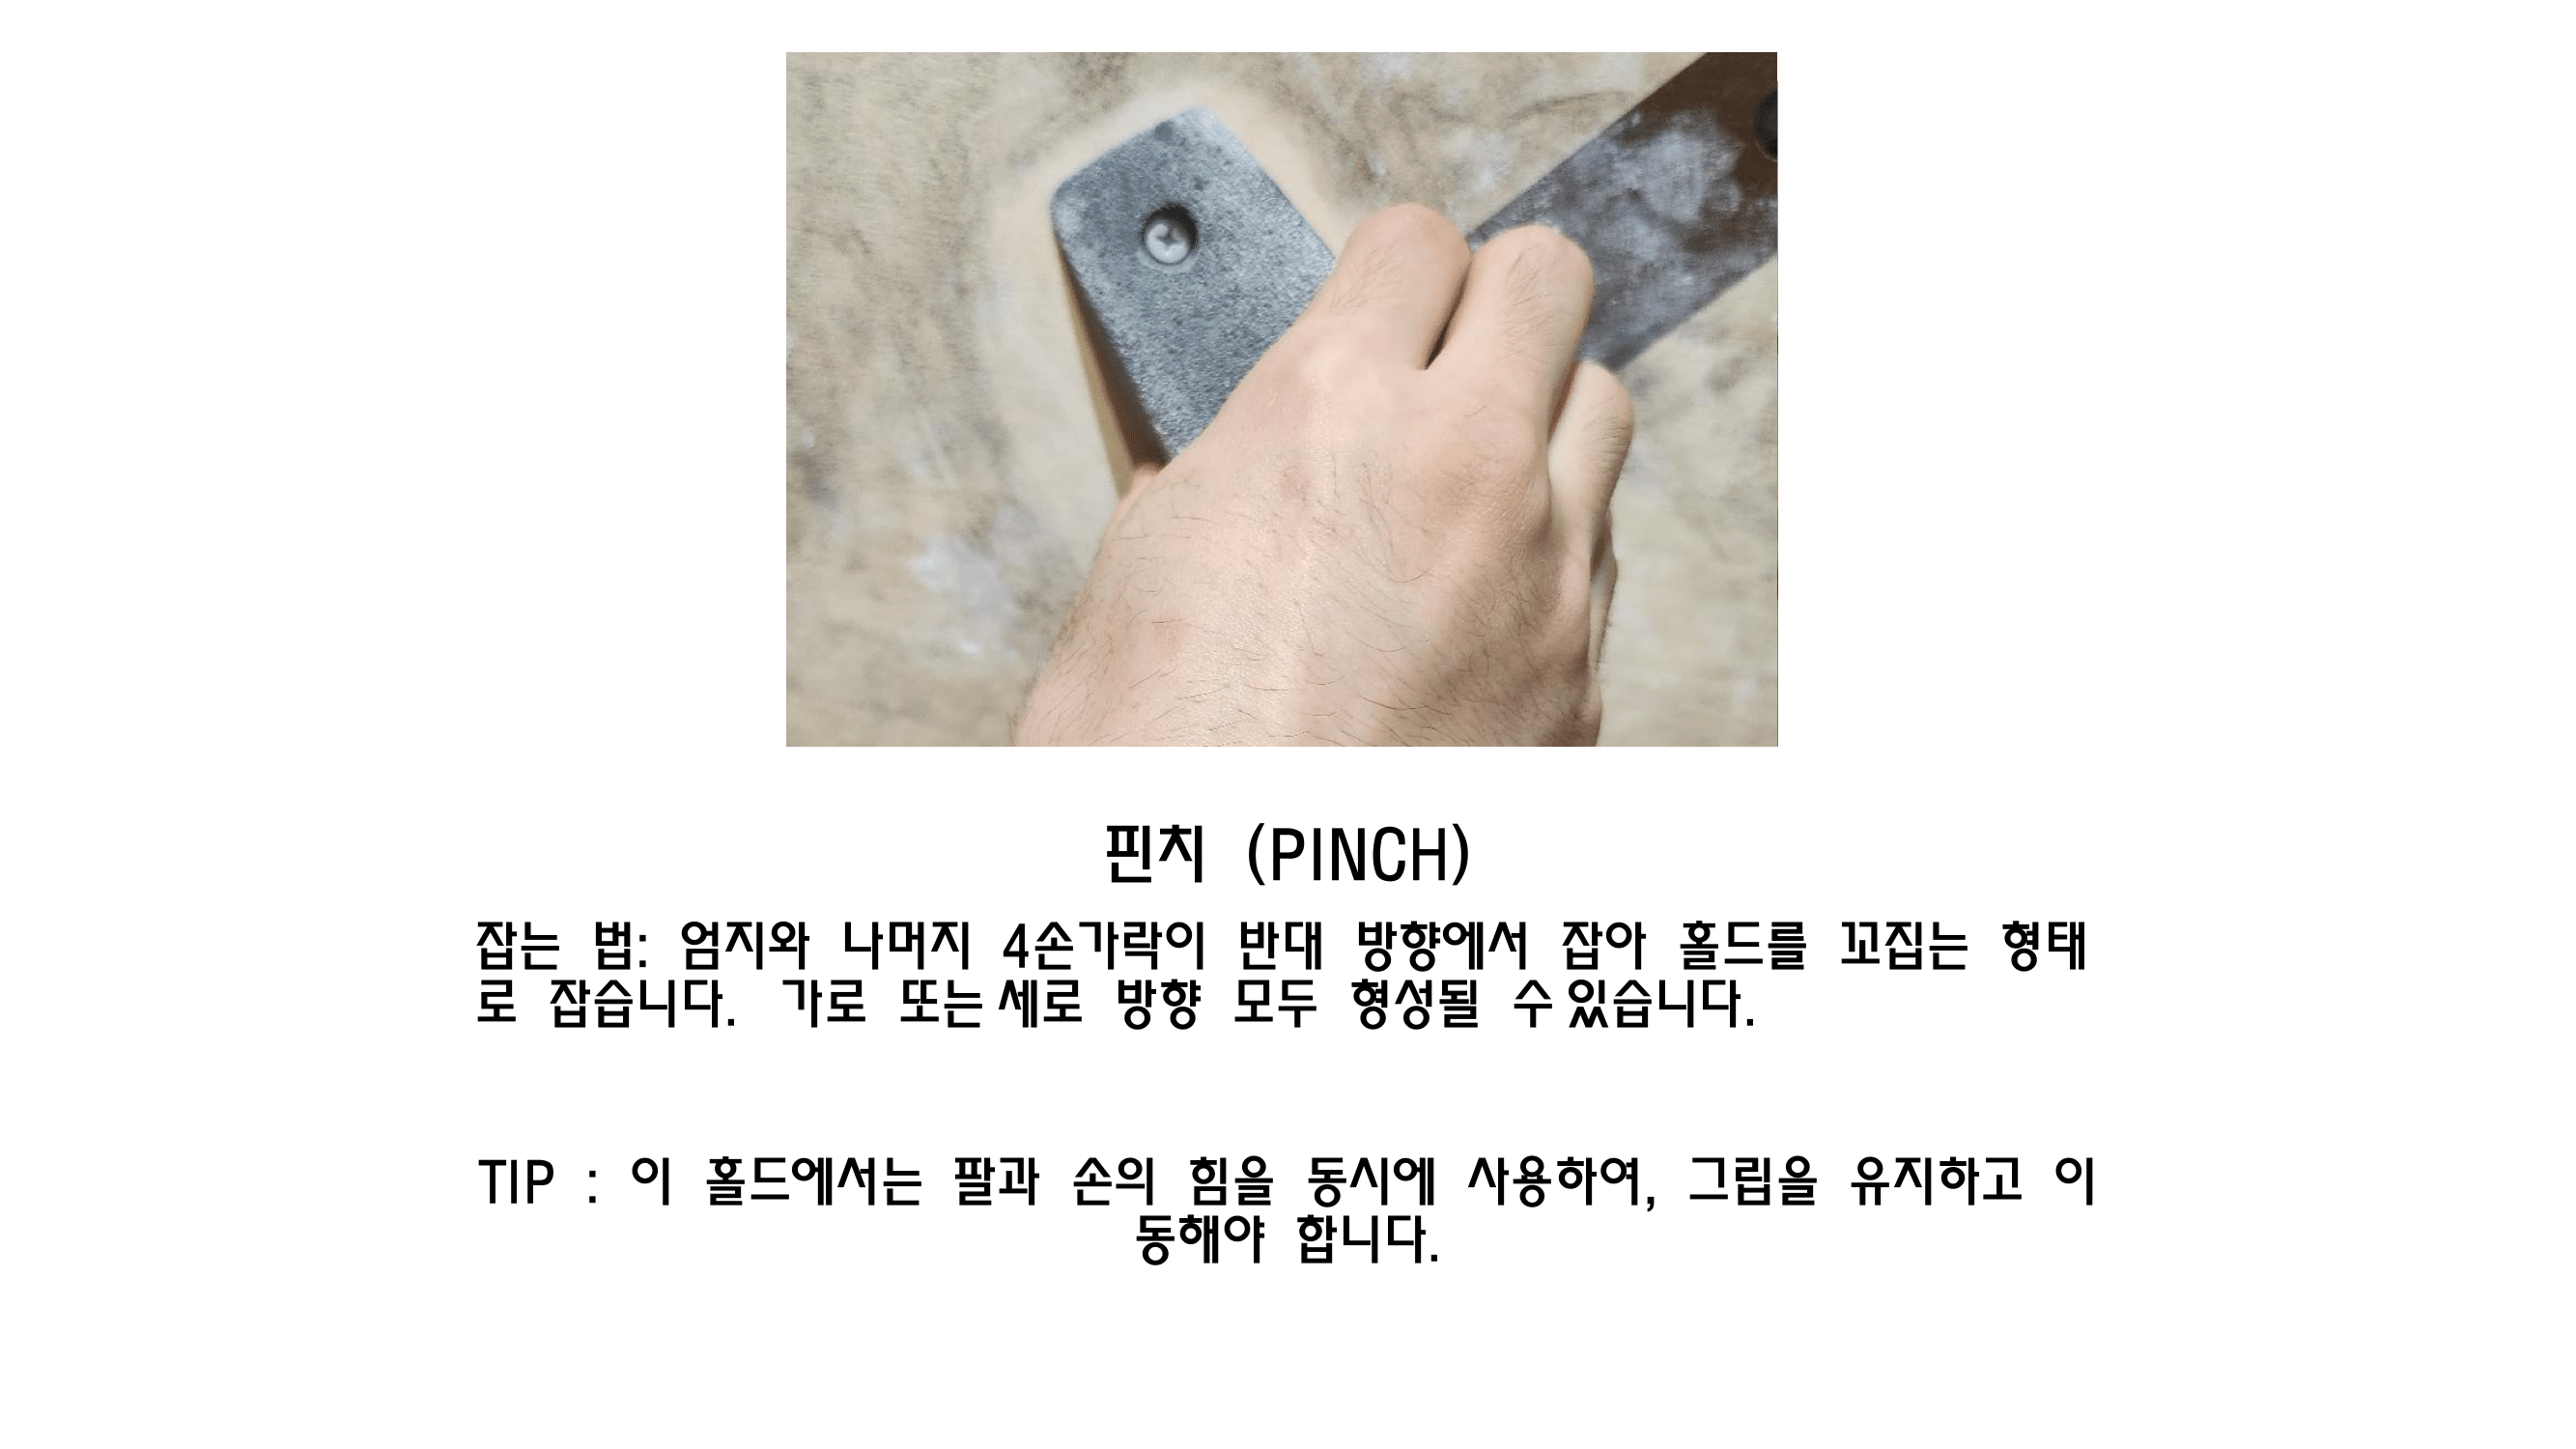 핀치 (PINCH)
잡는 법: 엄지와 나머지 4손가락이 반대 방향에서 잡아 홀드를 꼬집는 형태
로 잡습니다. 가로 또는 세로 방향 모두 형성될 수 있습니다.
TIP : 이 홀드에서는 팔과 손의 힘을 동시에 사용하여, 그립을 유지하고 이
동해야 합니다.